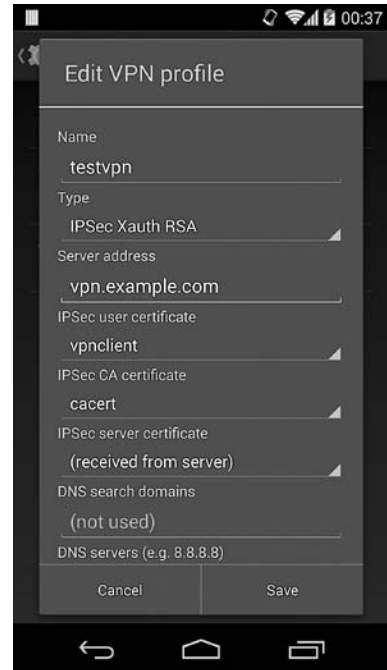 00:37
Edit VPN profile
Name
testvpn
Type
IPSec Xauth RSA
Server address
vpn.example.com
IPSec user certificate
vpnclient
IPSec CA certificate
cacert
IPSec server certificate
(received from server)
DNS search domains
(not used)
DNS servers (e.g. 8.8.8.8)
Cancel Save